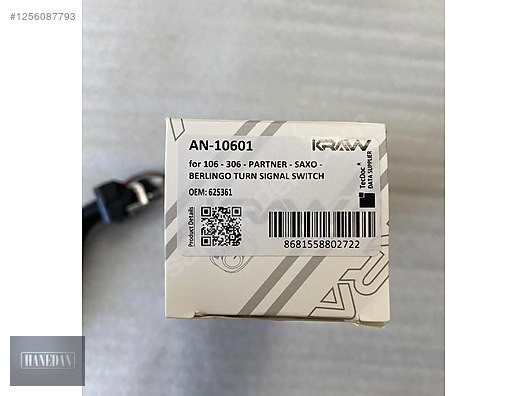 #1256087793
AN-10601
KRAW
for 106 - 306 - PARTNER - SAXO -
BERLINGO TURN SIGNAL SWITCH
OEM: 625361
TecDoc®
DATA SUPPLIER
Product Details
8681558802722
HANEDAN